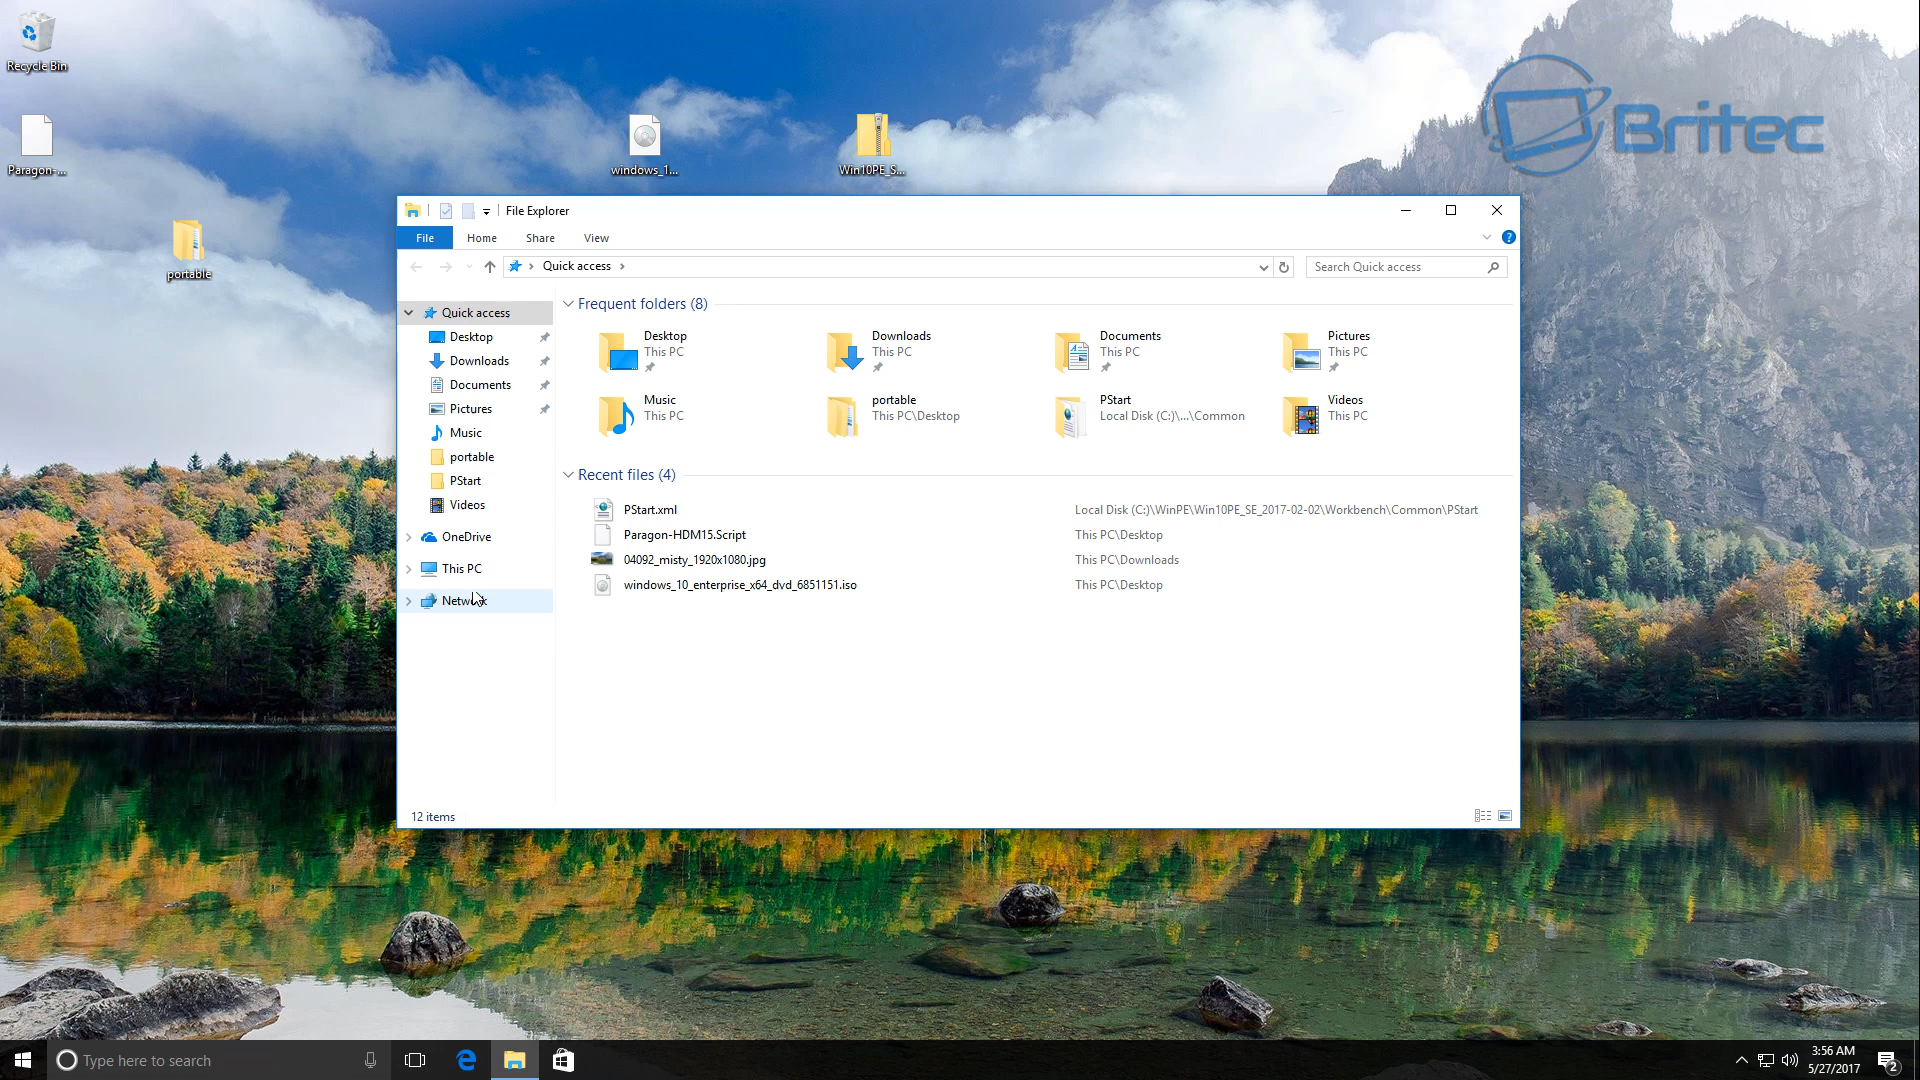 Recycle Bin
Paragon-...
windows_1...
Win10PE_S...
portable
Britec
File Explorer
File
Home
Share
View
Quick access
Search Quick access
Quick access
Desktop
Downloads
Documents
Pictures
Music
portable
PStart
Videos
OneDrive
This PC
Network
Frequent folders (8)
Desktop
This PC
Downloads
This PC
Documents
This PC
Pictures
This PC
Music
This PC
portable
This PC\Desktop
PStart
Local Disk (C:)\...\Common
Videos
This PC
Recent files (4)
PStart.xml
Local Disk (C:)\WinPE\Win10PE_SE_2017-02-02\Workbench\Common\PStart
Paragon-HDM15.Script
This PC\Desktop
04092_misty_1920x1080.jpg
This PC\Downloads
windows_10_enterprise_x64_dvd_6851151.iso
This PC\Desktop
12 items
Type here to search
3:56 AM
5/27/2017
2